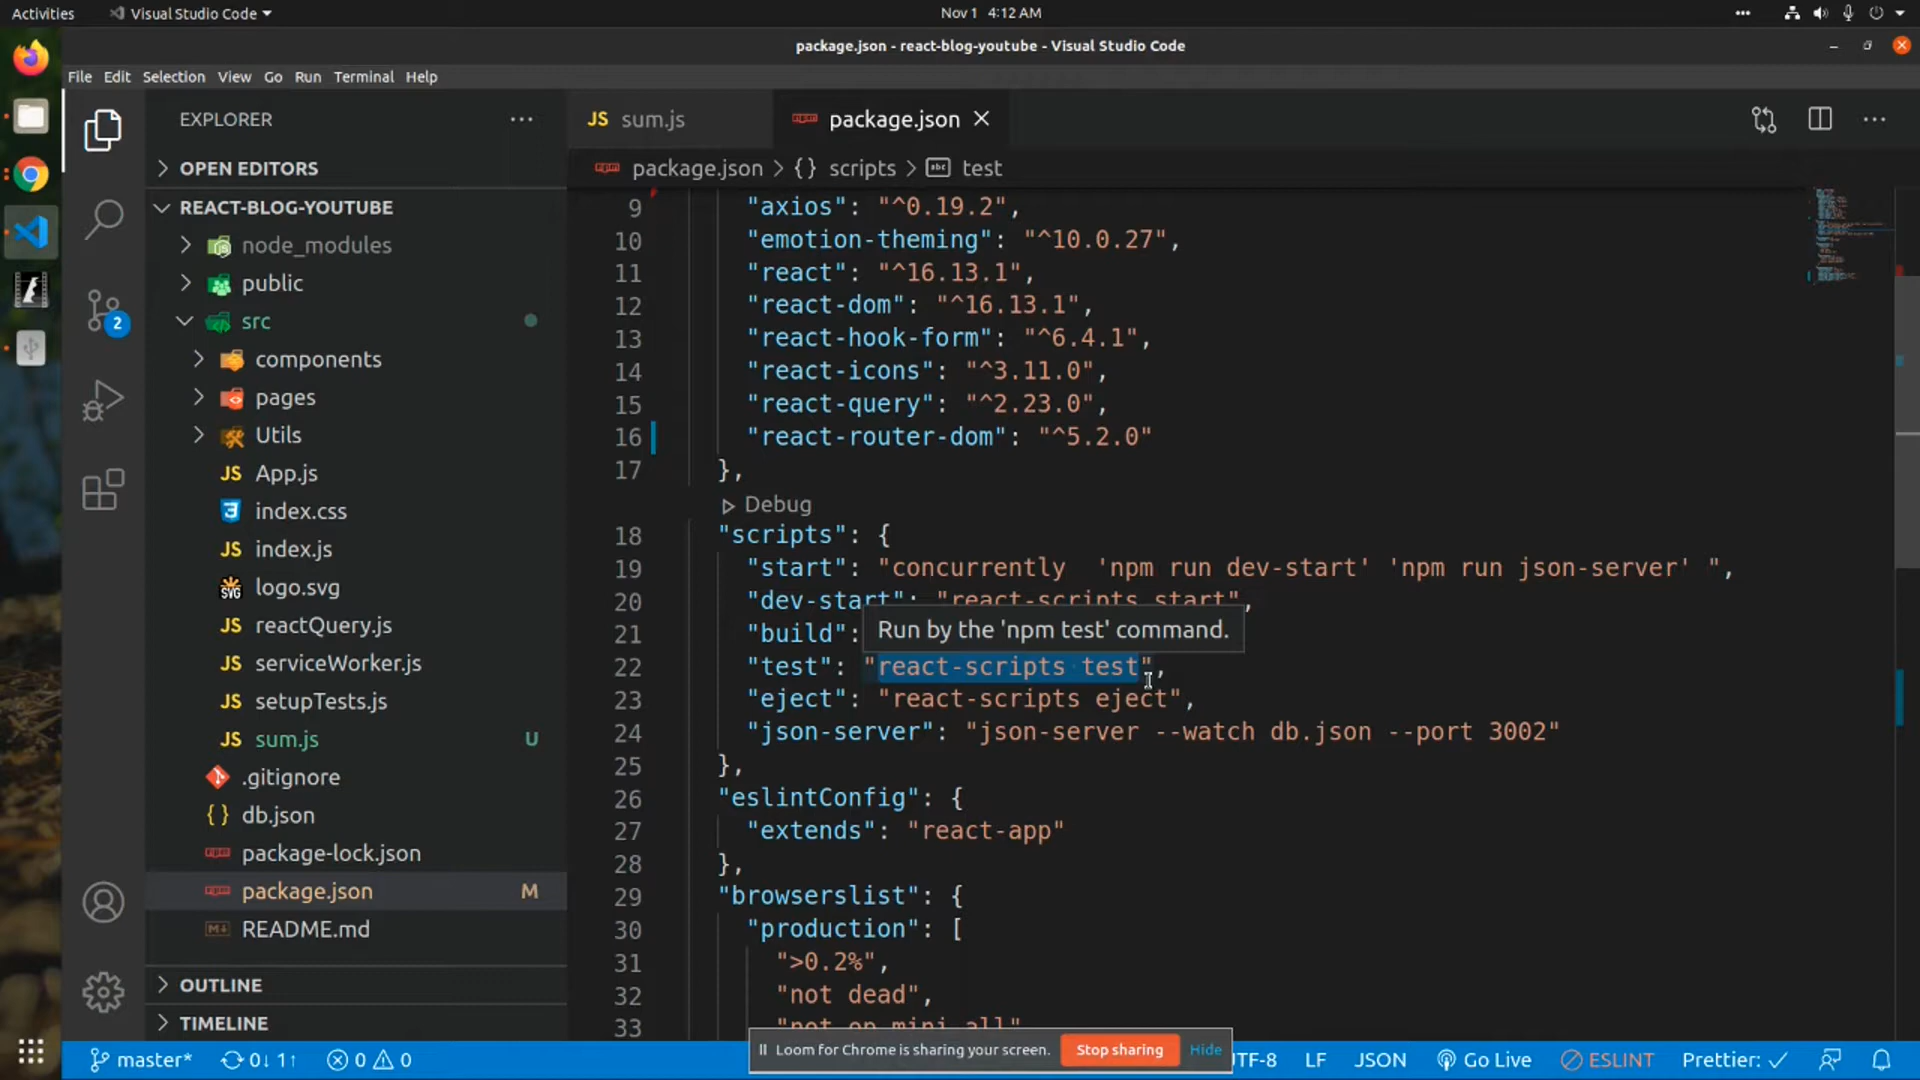 Activities
Visual Studio Code
Nov 1 4:12 AM
package.json - react-blog-youtube - Visual Studio Code
File Edit Selection View Go Run Terminal Help
EXPLORER
JS sum.js
package.json
package.json > {} scripts > abc test
OPEN EDITORS
REACT-BLOG-YOUTUBE
node_modules
public
src
components
pages
Utils
JS App.js
index.css
JS index.js
SVG logo.svg
JS reactQuery.js
JS serviceWorker.js
JS setupTests.js
JS sum.js U
.gitignore
{} db.json
package-lock.json
package.json M
README.md
OUTLINE
TIMELINE
2
9 "axios": "^0.19.2",
10 "emotion-theming": "^10.0.27",
11 "react": "^16.13.1",
12 "react-dom": "^16.13.1",
13 "react-hook-form": "^6.4.1",
14 "react-icons": "^3.11.0",
15 "react-query": "^2.23.0",
16 "react-router-dom": "^5.2.0"
17 },
Debug
18 "scripts": {
19 "start": "concurrently  'npm run dev-start' 'npm run json-server' ",
20 "dev-start": "react-scripts start",
21 "build":
Run by the 'npm test' command.
22 "test": "react-scripts test",
23 "eject": "react-scripts eject",
24 "json-server": "json-server --watch db.json --port 3002"
25 },
26 "eslintConfig": {
27 "extends": "react-app"
28 },
29 "browserslist": {
30 "production": [
31 ">0.2%",
32 "not dead",
33 "not op_mini all"
Loom for Chrome is sharing your screen. Stop sharing Hide
master* 0↓ 1↑ 0 0
UTF-8 LF JSON Go Live ESLINT Prettier: ✓